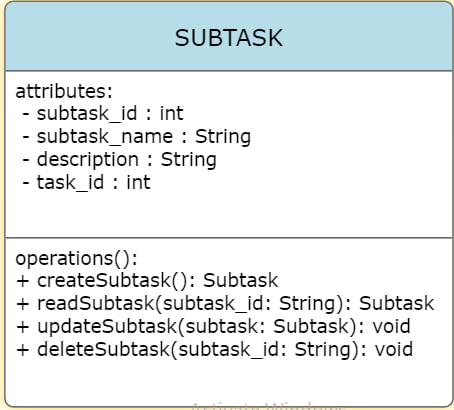 SUBTASK
attributes:
- subtask_id : int
- subtask_name : String
- description : String
- task_id : int
operations():
+ createSubtask(): Subtask
+ readSubtask(subtask_id: String): Subtask
+ updateSubtask(subtask: Subtask): void
+ deleteSubtask(subtask_id: String): void